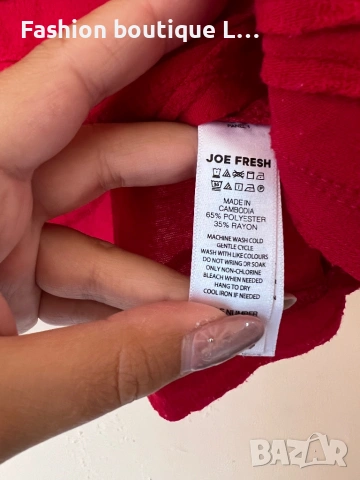 Fashion boutique L...
JOE FRESH
MADE IN
CAMBODIA
65% POLYESTER
35% RAYON
MACHINE WASH COLD
GENTLE CYCLE
WASH WITH LIKE COLOURS
DO NOT WRING OR SOAK
ONLY NON-CHLORINE
BLEACH WHEN NEEDED
HANG TO DRY
COOL IRON IF NEEDED
NUMBER
BAZAR
bg